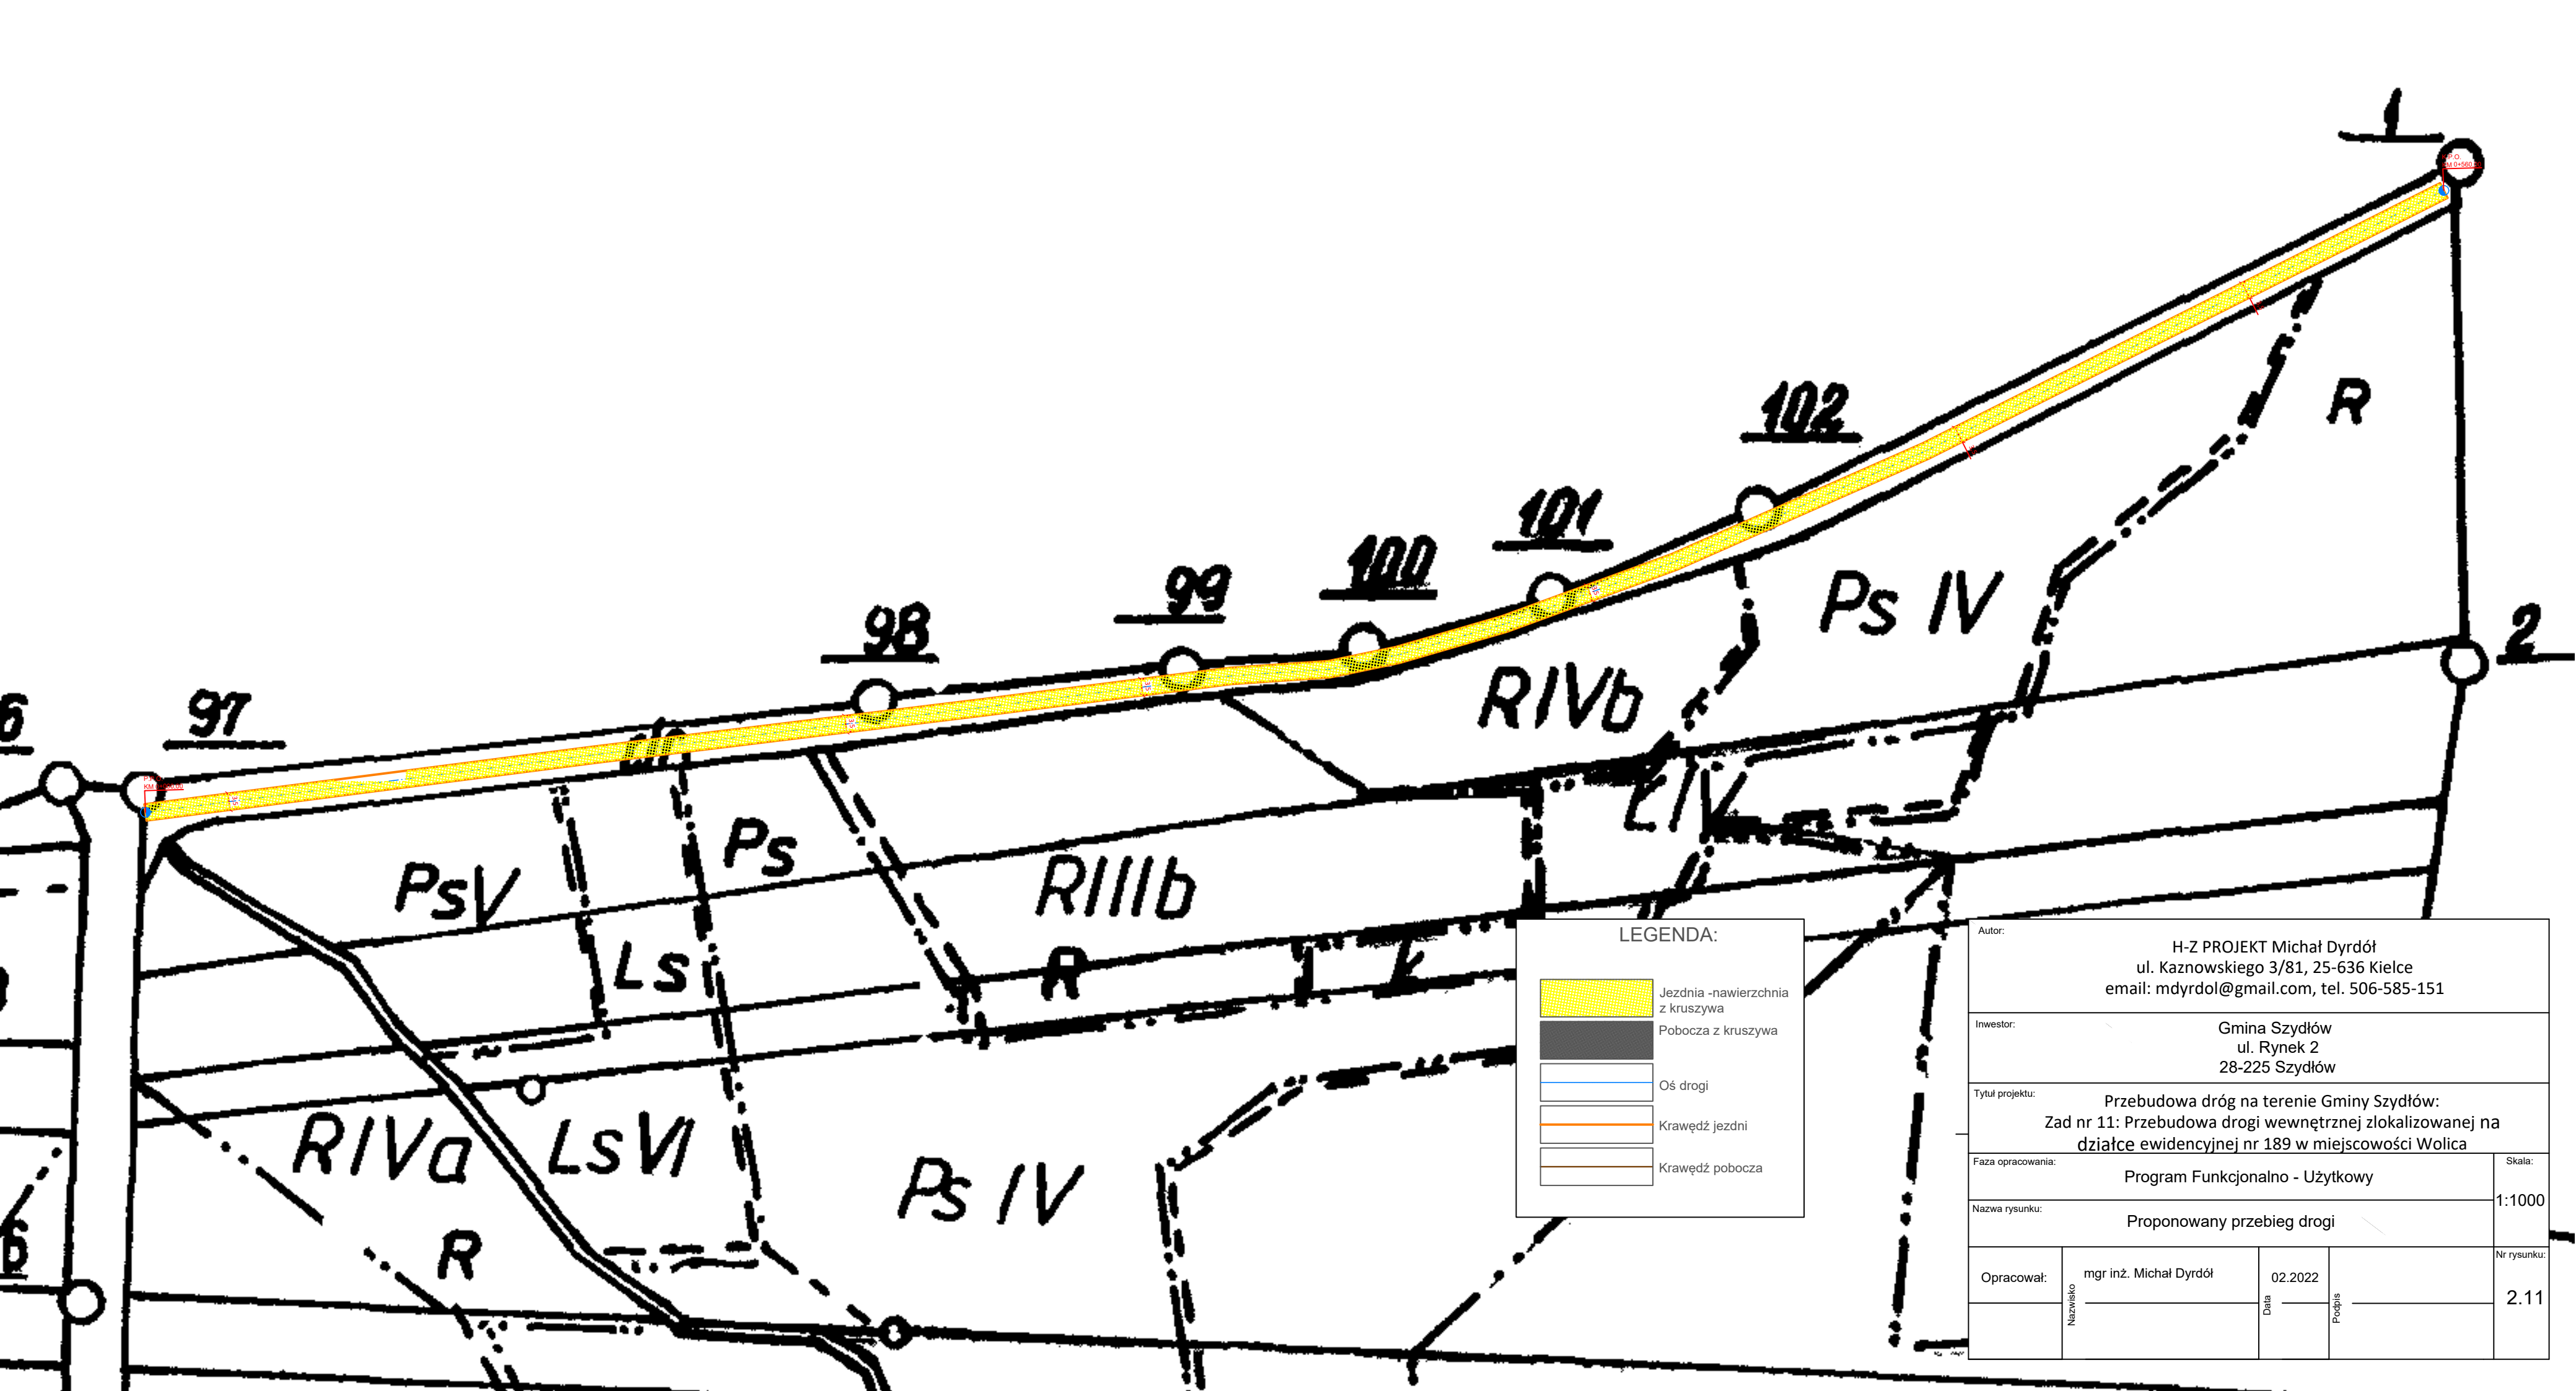 1
K.P.O.
KM 0+560
102
R
101
100
99
98
97
6
2
Ps IV
RIVb
Ps
PsV
RIIIb
R
Ls
RIVa
LsVI
Ps IV
R
6
P.P.O.
LEGENDA:
Jezdnia -nawierzchnia
z kruszywa
Pobocza z kruszywa
Oś drogi
Krawędź jezdni
Krawędź pobocza
Autor:
H-Z PROJEKT Michał Dyrdół
ul. Kaznowskiego 3/81, 25-636 Kielce
email: mdyrdol@gmail.com, tel. 506-585-151
Inwestor:
Gmina Szydłów
ul. Rynek 2
28-225 Szydłów
Tytuł projektu:
Przebudowa dróg na terenie Gminy Szydłów:
Zad nr 11: Przebudowa drogi wewnętrznej zlokalizowanej na
działce ewidencyjnej nr 189 w miejscowości Wolica
Faza opracowania:
Program Funkcjonalno - Użytkowy
Skala:
1:1000
Nazwa rysunku:
Proponowany przebieg drogi
Nr rysunku:
2.11
Opracował:
Nazwisko
mgr inż. Michał Dyrdół
Data
02.2022
Podpis